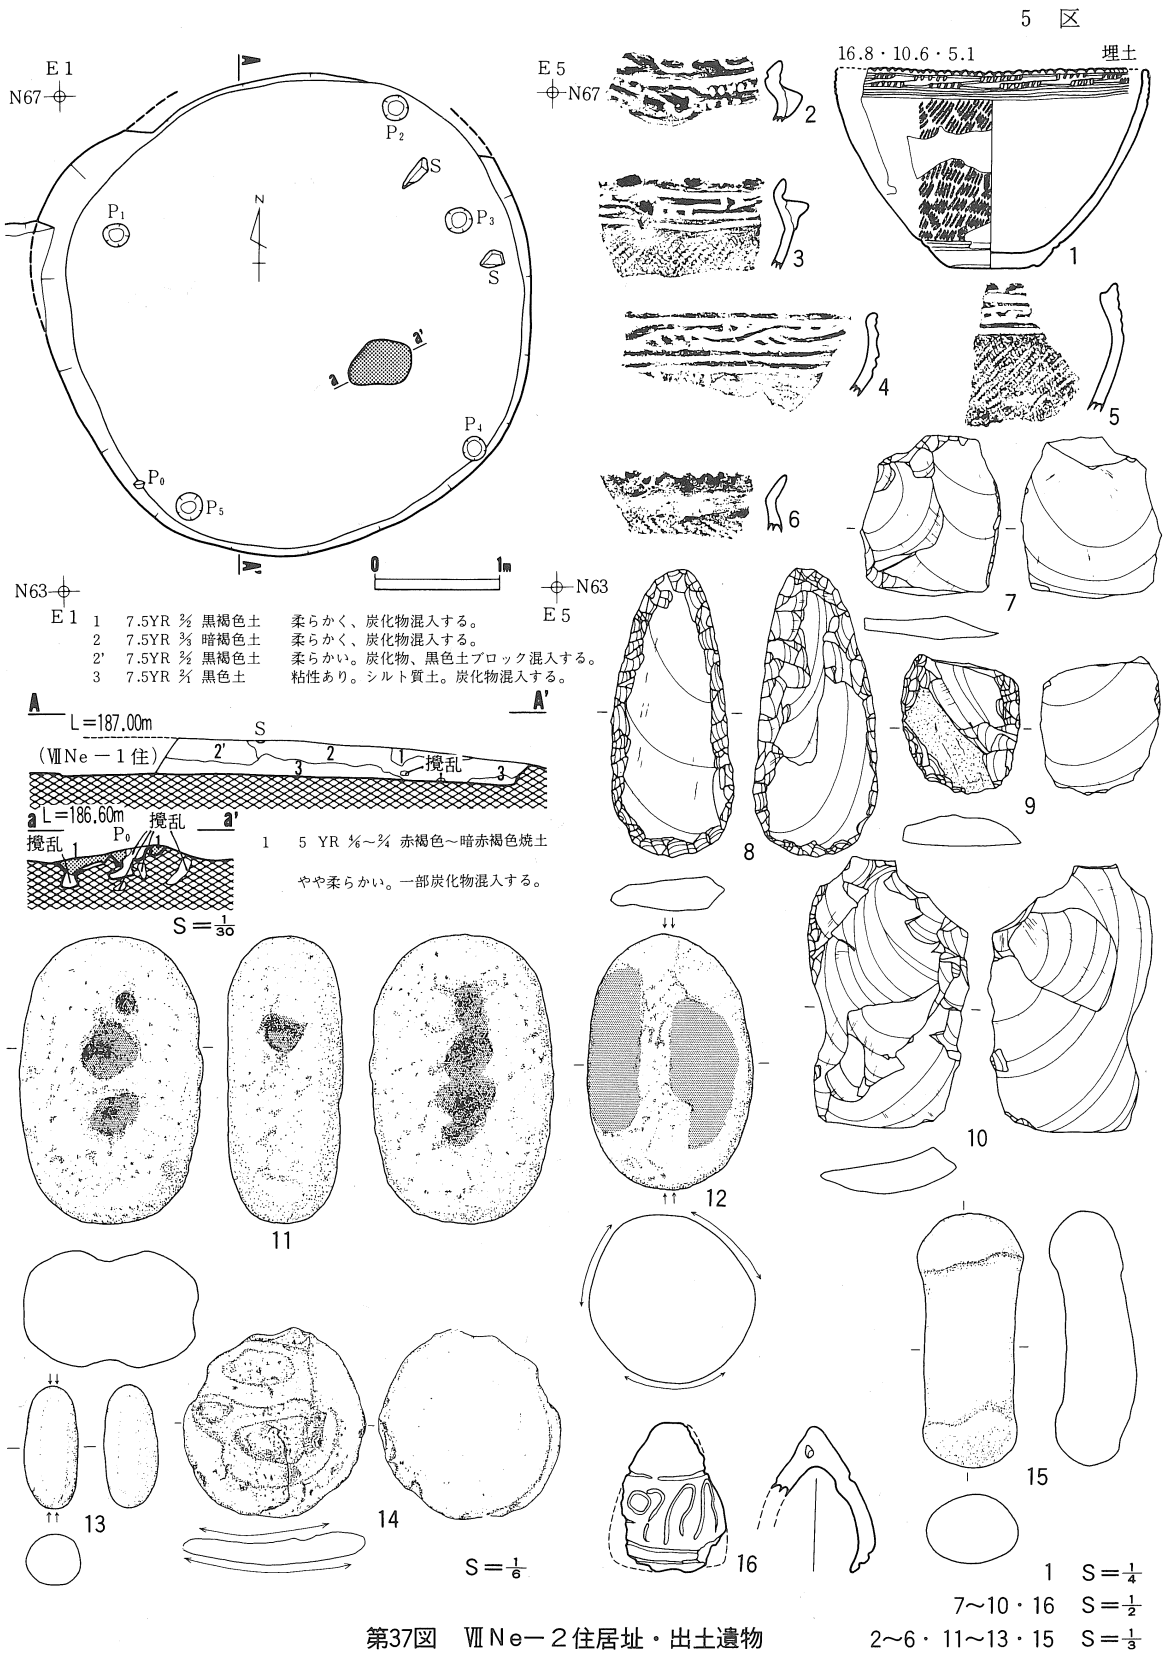 5 区
E1
N67
A
P₂
S
P₁
N
P₃
S
a'
a
P₄
P₀
P₅
A'
0 1m
N63
E1
E5
N67
N63
E5
16.8・10.6・5.1 埋土
1
2
3
4
5
6
7
8
9
10
1 7.5YR 2/2 黒褐色土 柔らかく、炭化物混入する。
2 7.5YR 3/3 暗褐色土 柔らかく、炭化物混入する。
2' 7.5YR 2/2 黒褐色土 柔らかい。炭化物、黒色土ブロック混入する。
3 7.5YR 2/1 黒色土 粘性あり。シルト質土。炭化物混入する。
A L=187.00m S A'
(ⅦNe－1住) 2' 2 1 攪乱
3 3
a L=186.60m P₀ 攪乱 a'
攪乱 1 1
1 5 YR 4/6～2/4 赤褐色～暗赤褐色焼土
やや柔らかい。一部炭化物混入する。
S=1/30
11
12
13
14
S=1/6
15
16
1 S=1/4
7～10・16 S=1/2
2～6・11～13・15 S=1/3
第37図 ⅦNe－2住居址・出土遺物